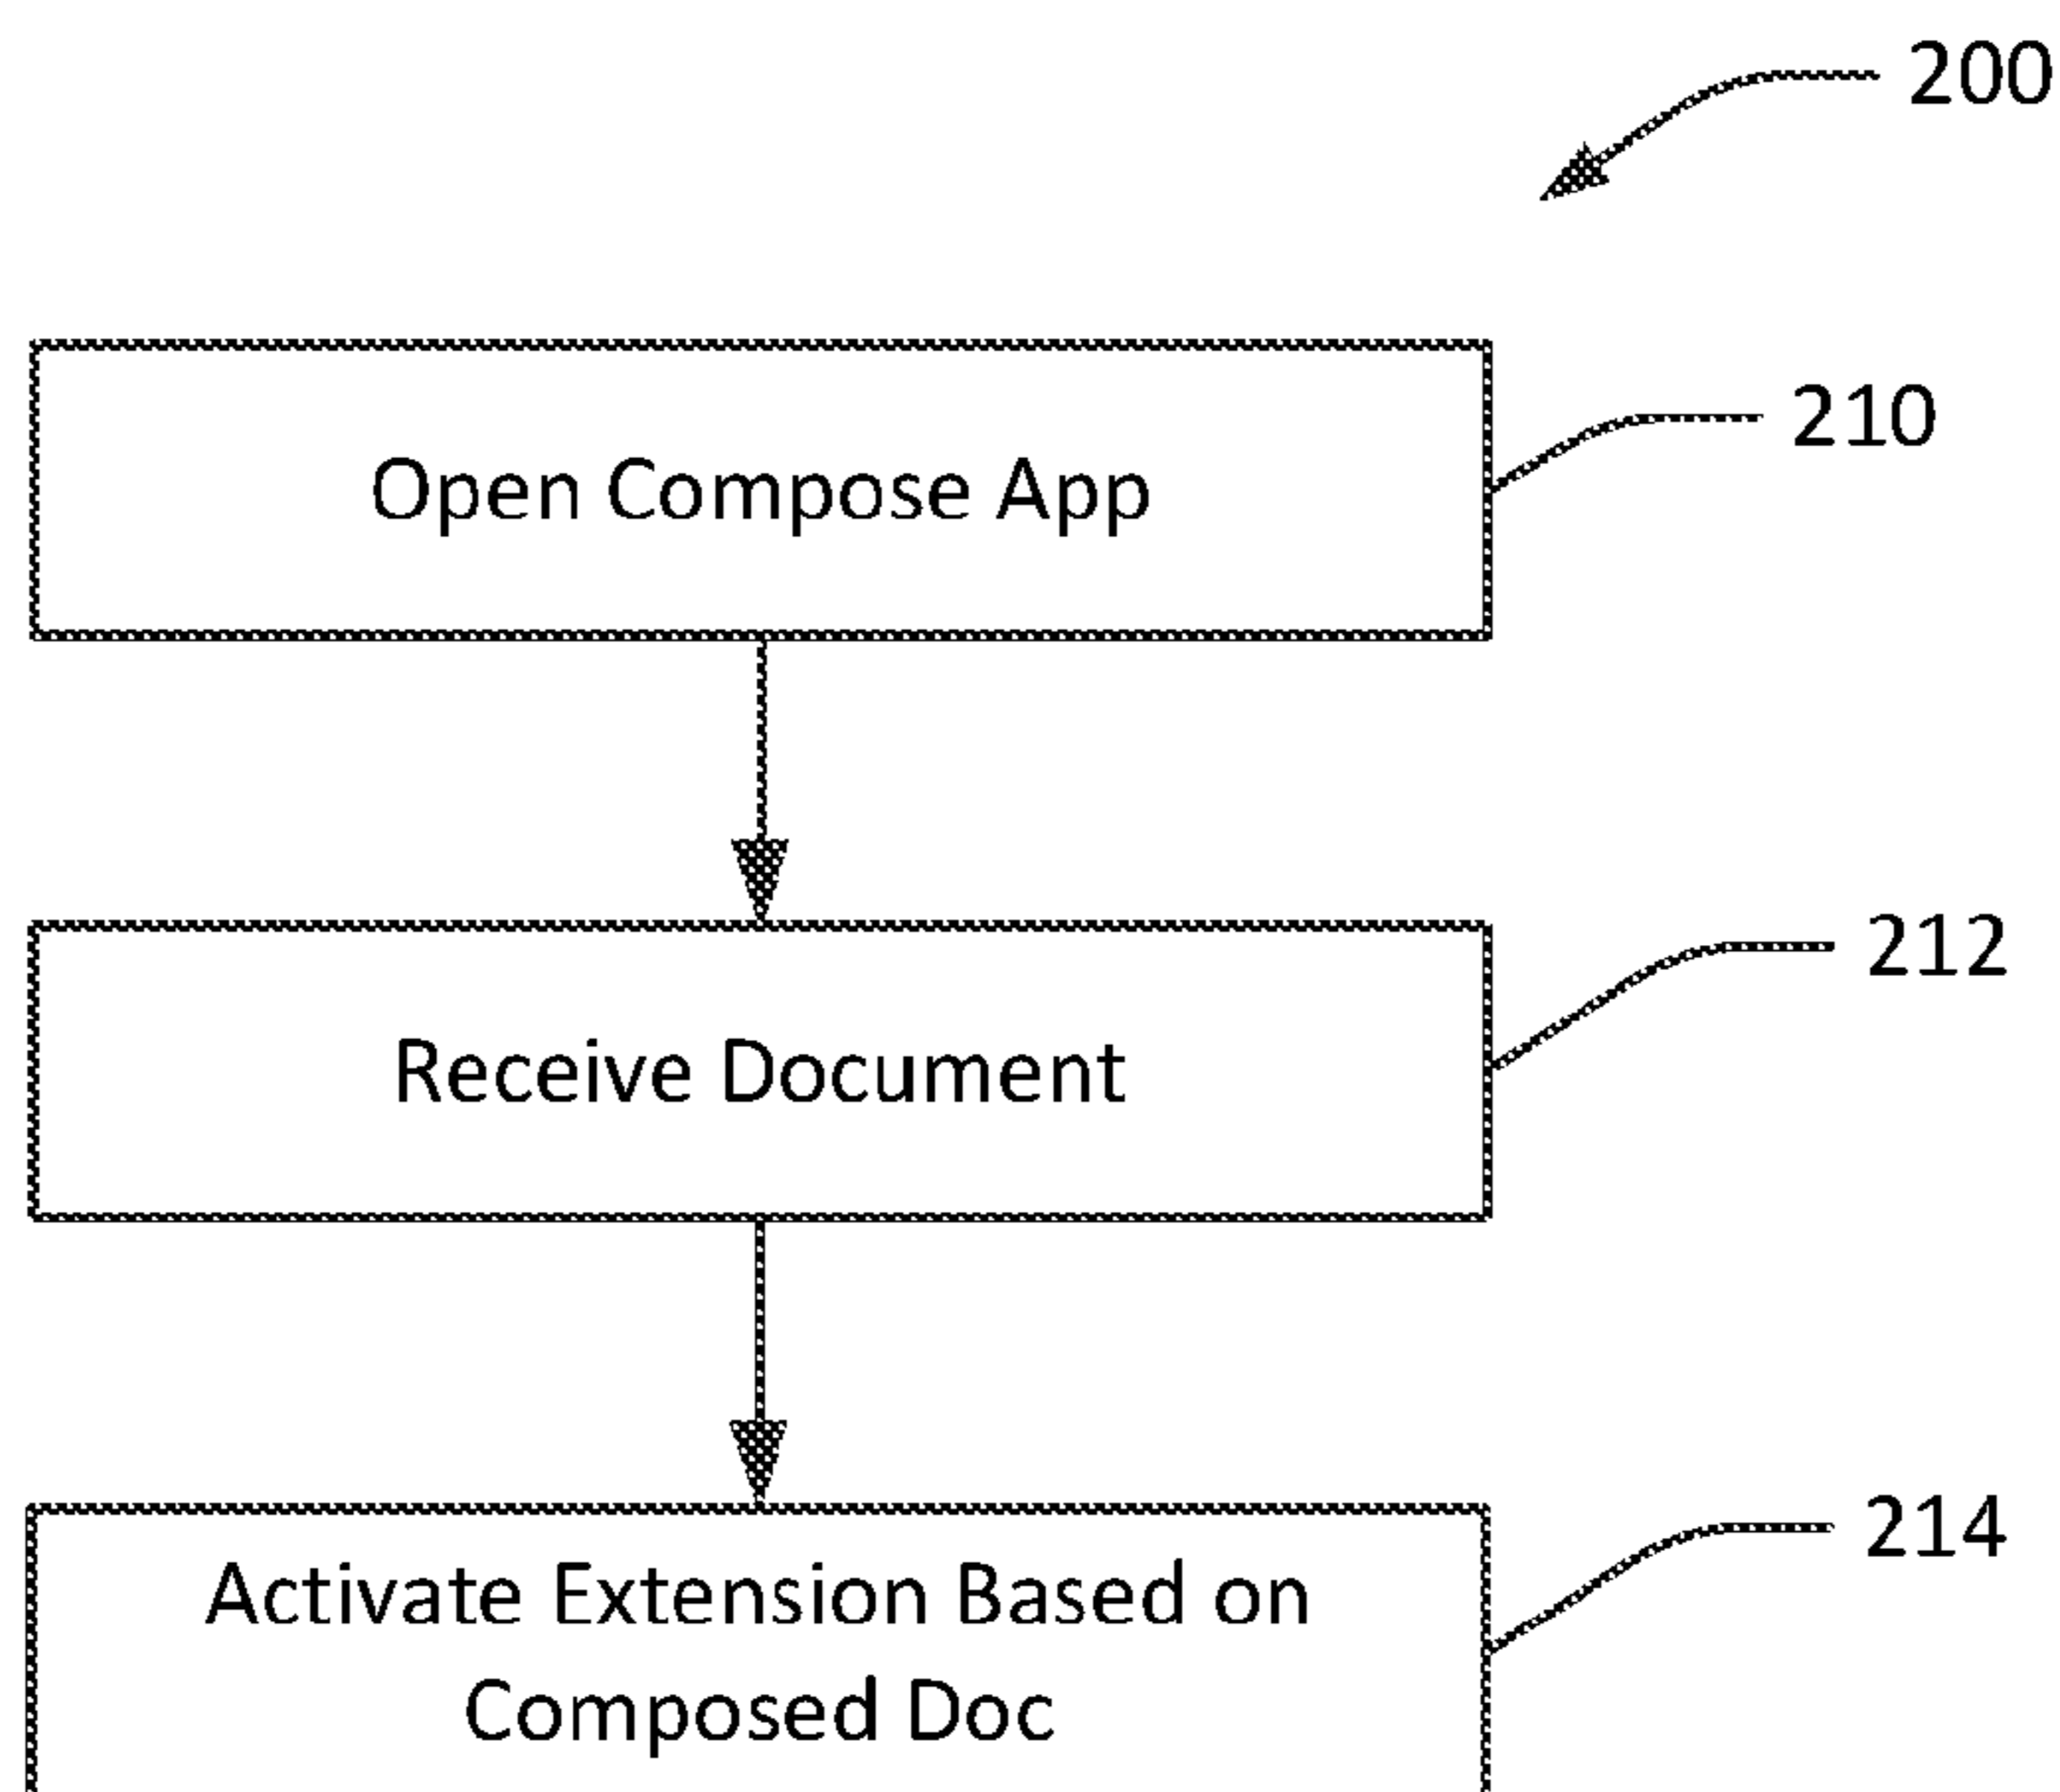 200
Open Compose App
210
Receive Document
212
Activate Extension Based on
Composed Doc
214